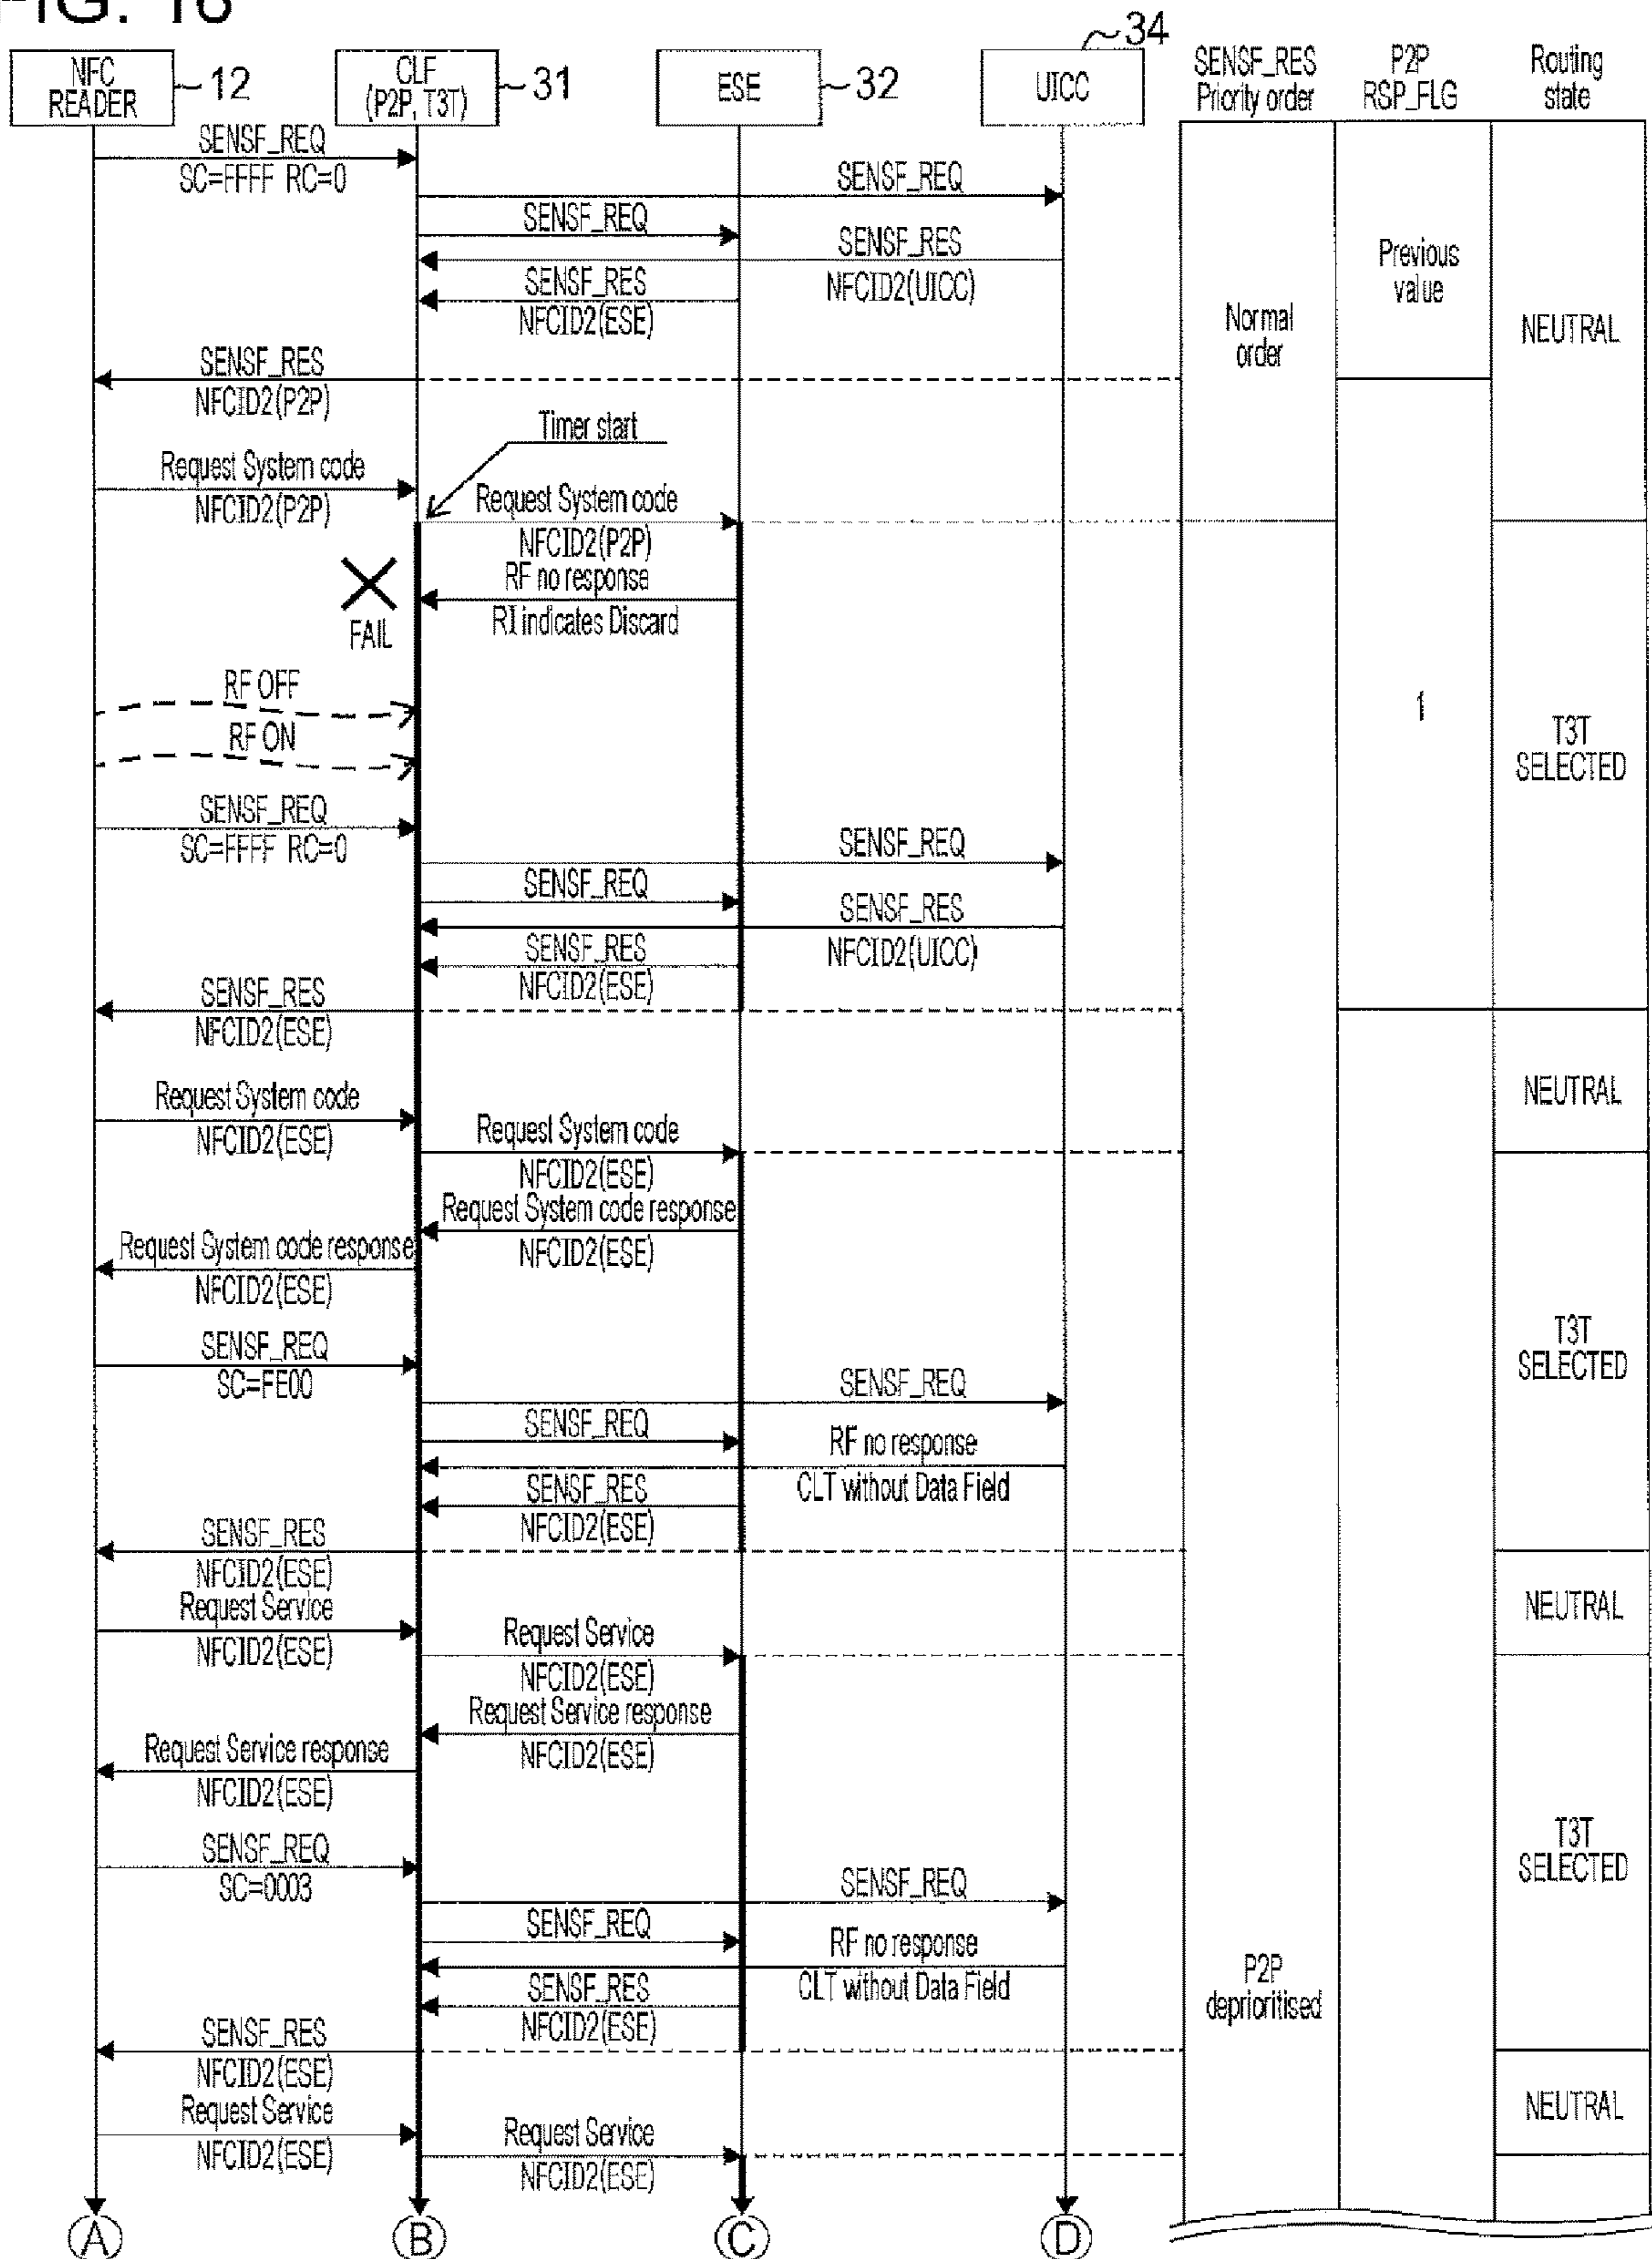 FIG. 16
NFC
READER
12
CLF
(P2P, T3T)
31
ESE
32
UICC
34
SENSF_RES
Priority order
P2P
RSP_FLG
Routing
state
SENSF_REQ
SC=FFFF RC=0
SENSF_REQ
SENSF_REQ
SENSF_RES
NFCID2(UICC)
SENSF_RES
NFCID2(ESE)
Previous
value
Normal
order
NEUTRAL
SENSF_RES
NFCID2(P2P)
Timer start
Request System code
NFCID2(P2P)
Request System code
NFCID2(P2P)
RF no response
RI indicates Discard
FAIL
RF OFF
RF ON
1
T3T
SELECTED
SENSF_REQ
SC=FFFF RC=0
SENSF_REQ
SENSF_REQ
SENSF_RES
NFCID2(UICC)
SENSF_RES
NFCID2(ESE)
SENSF_RES
NFCID2(ESE)
NEUTRAL
Request System code
NFCID2(ESE)
Request System code
NFCID2(ESE)
Request System code response
NFCID2(ESE)
Request System code response
NFCID2(ESE)
T3T
SELECTED
SENSF_REQ
SC=FE00
SENSF_REQ
SENSF_REQ
RF no response
CLT without Data Field
SENSF_RES
NFCID2(ESE)
SENSF_RES
NFCID2(ESE)
NEUTRAL
Request Service
NFCID2(ESE)
Request Service
NFCID2(ESE)
Request Service response
NFCID2(ESE)
Request Service response
NFCID2(ESE)
T3T
SELECTED
SENSF_REQ
SC=0003
SENSF_REQ
SENSF_REQ
RF no response
CLT without Data Field
SENSF_RES
NFCID2(ESE)
P2P
deprioritised
SENSF_RES
NFCID2(ESE)
NEUTRAL
Request Service
NFCID2(ESE)
Request Service
NFCID2(ESE)
A
B
C
D